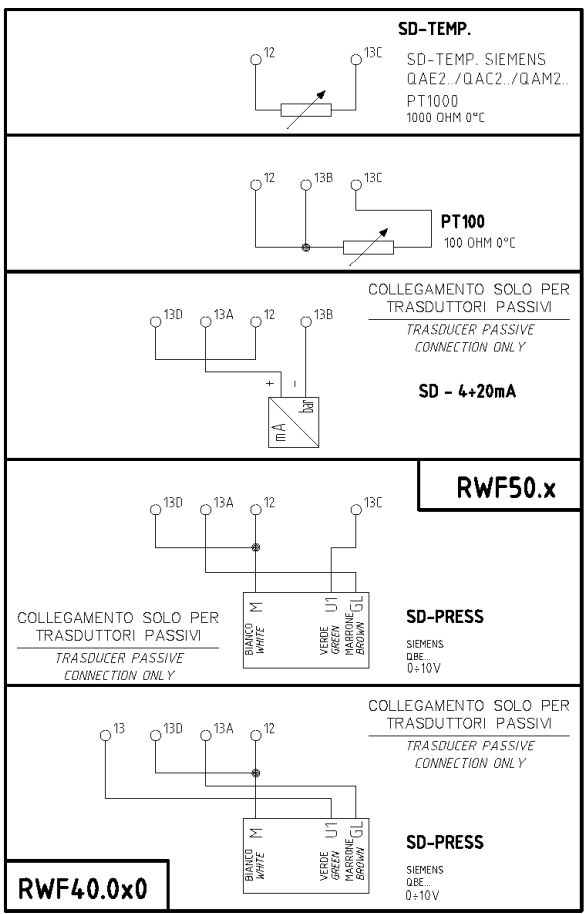 SD-TEMP.
12
13C
SD-TEMP. SIEMENS
QAE2../QAC2../QAM2..
PT1000
1000 OHM 0°C
12
13B
13C
PT100
100 OHM 0°C
COLLEGAMENTO SOLO PER
TRASDUTTORI PASSIVI
TRASDUCER PASSIVE
CONNECTION ONLY
13D
13A
12
13B
+
-
mA
bar
SD - 4÷20mA
RWF50.x
13D
13A
12
13C
M
U1
GL
BIANCO
WHITE
VERDE
GREEN
MARRONE
BROWN
COLLEGAMENTO SOLO PER
TRASDUTTORI PASSIVI
TRASDUCER PASSIVE
CONNECTION ONLY
SD-PRESS
SIEMENS
QBE...
0÷10V
COLLEGAMENTO SOLO PER
TRASDUTTORI PASSIVI
TRASDUCER PASSIVE
CONNECTION ONLY
13
13D
13A
12
M
U1
GL
BIANCO
WHITE
VERDE
GREEN
MARRONE
BROWN
SD-PRESS
SIEMENS
QBE...
0÷10V
RWF40.0x0